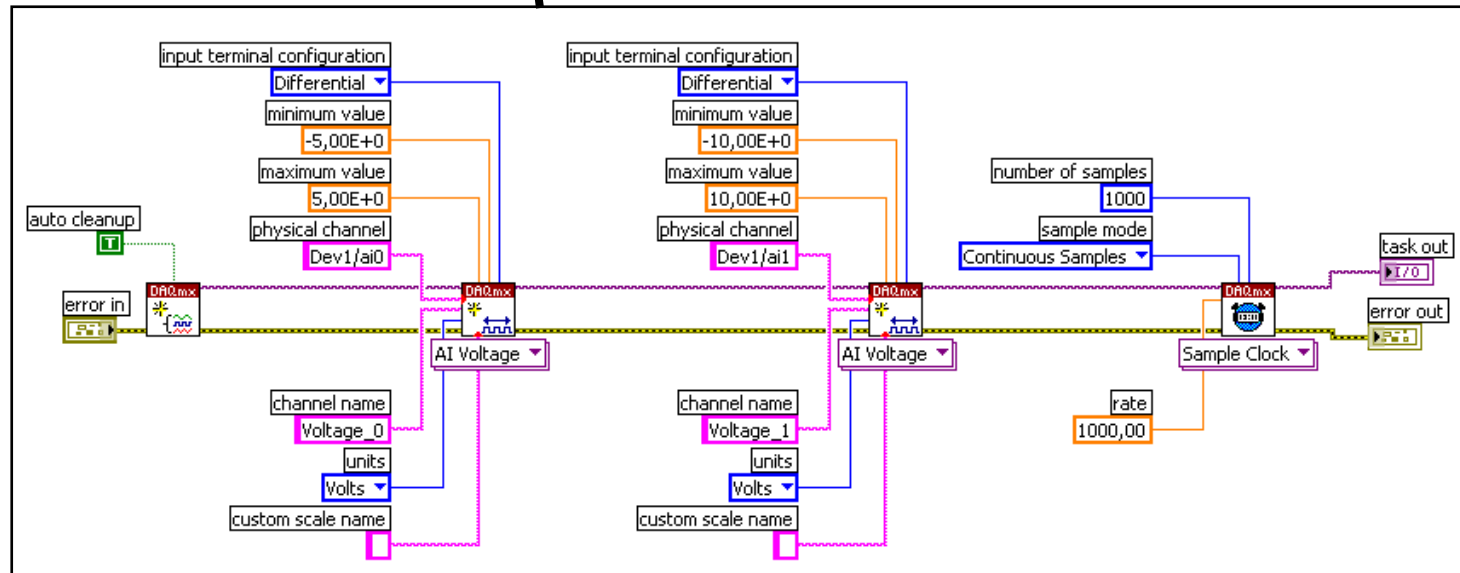 input terminal configuration
Differential
minimum value
-5,00E+0
maximum value
5,00E+0
physical channel
Dev1/ai0
input terminal configuration
Differential
minimum value
-10,00E+0
maximum value
10,00E+0
physical channel
Dev1/ai1
number of samples
1000
sample mode
Continuous Samples
auto cleanup
T
error in
DAQmx
DAQmx
AI Voltage
DAQmx
AI Voltage
DAQmx
Sample Clock
task out
I/O
error out
channel name
Voltage_0
units
Volts
custom scale name
channel name
Voltage_1
units
Volts
custom scale name
rate
1000,00